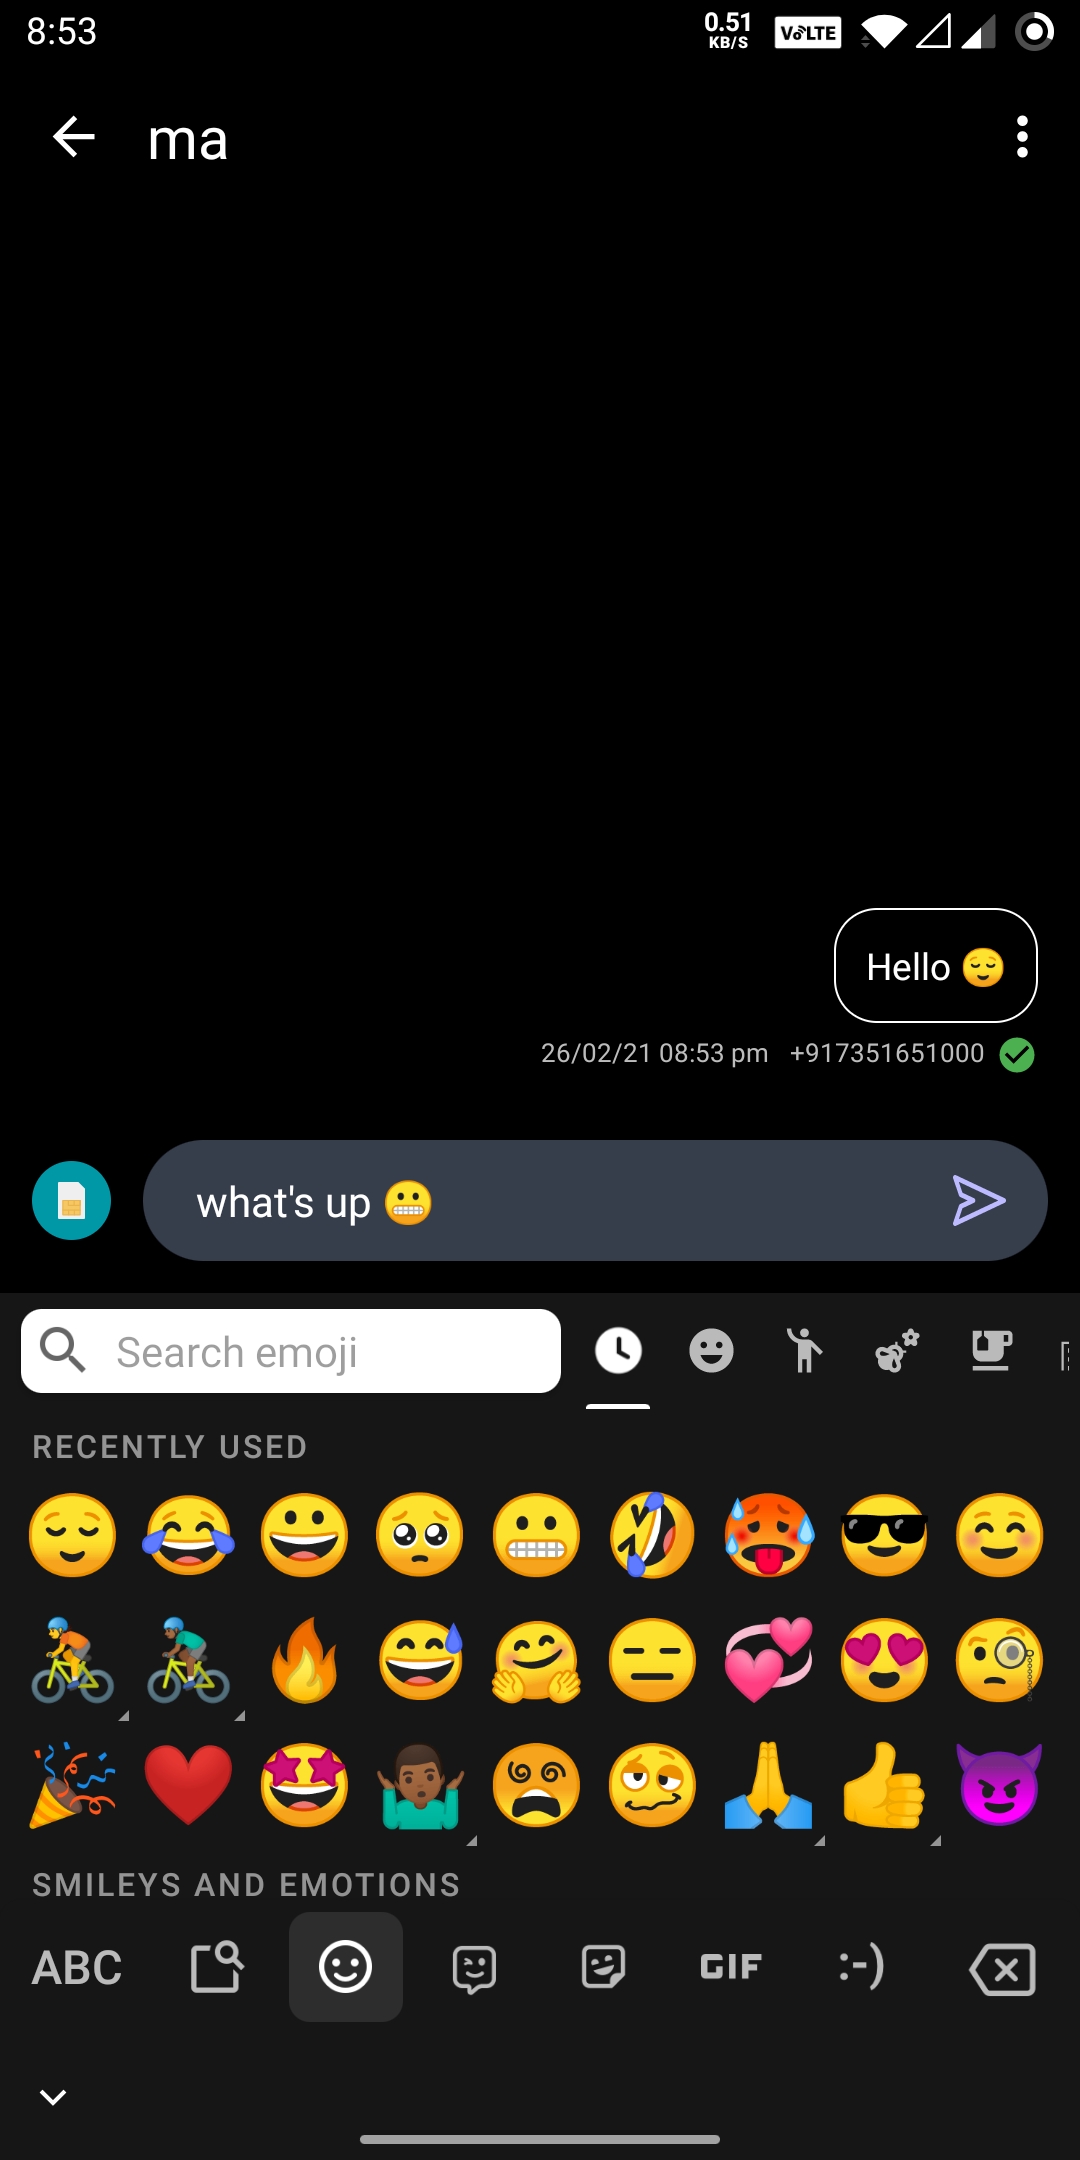 8:53
0.51
KB/S
VoLTE
ma
Hello 😌
26/02/21 08:53 pm +917351651000
what's up 😬
Search emoji
RECENTLY USED
SMILEYS AND EMOTIONS
ABC
GIF
:-)